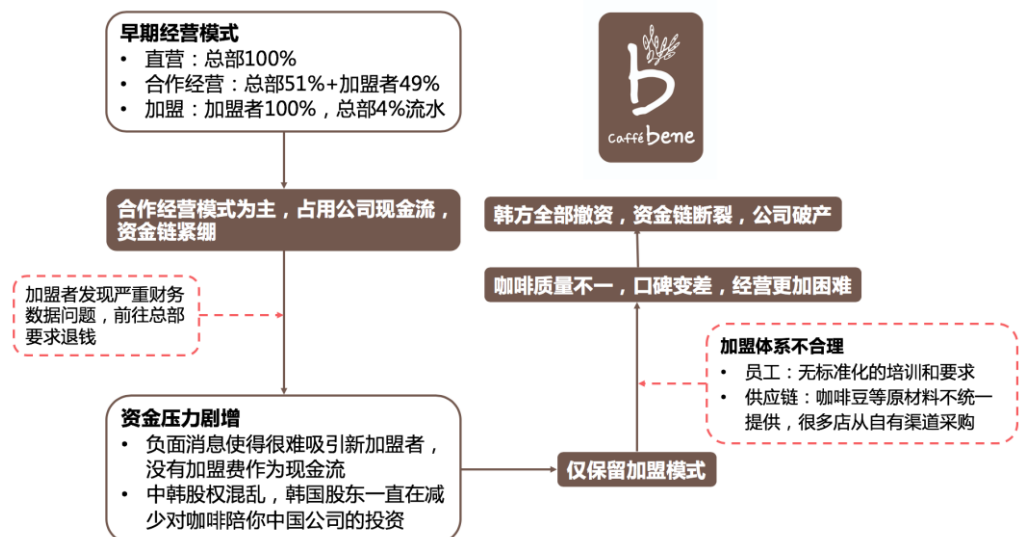 早期经营模式
• 直营：总部100%
• 合作经营：总部51%+加盟者49%
• 加盟：加盟者100%，总部4%流水
b
Caffé bene
合作经营模式为主，占用公司现金流，
资金链紧绷
韩方全部撤资，资金链断裂，公司破产
加盟者发现严重财务
数据问题，前往总部
要求退钱
咖啡质量不一，口碑变差，经营更加困难
加盟体系不合理
• 员工：无标准化的培训和要求
• 供应链：咖啡豆等原材料不统一
提供，很多店从自有渠道采购
资金压力剧增
• 负面消息使得很难吸引新加盟者，
没有加盟费作为现金流
• 中韩股权混乱，韩国股东一直在减
少对咖啡陪你中国公司的投资
仅保留加盟模式